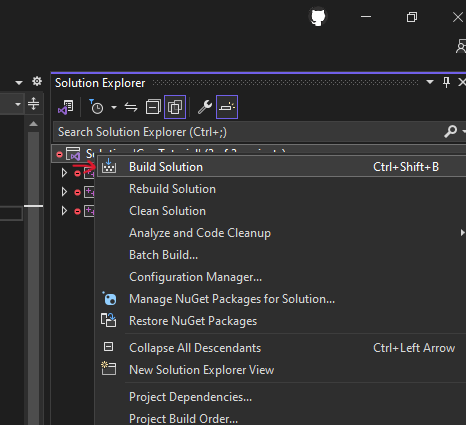 Solution Explorer
Search Solution Explorer (Ctrl+;)
Build Solution Ctrl+Shift+B
Rebuild Solution
Clean Solution
Analyze and Code Cleanup
Batch Build...
Configuration Manager...
Manage NuGet Packages for Solution...
Restore NuGet Packages
Collapse All Descendants Ctrl+Left Arrow
New Solution Explorer View
Project Dependencies...
Project Build Order...